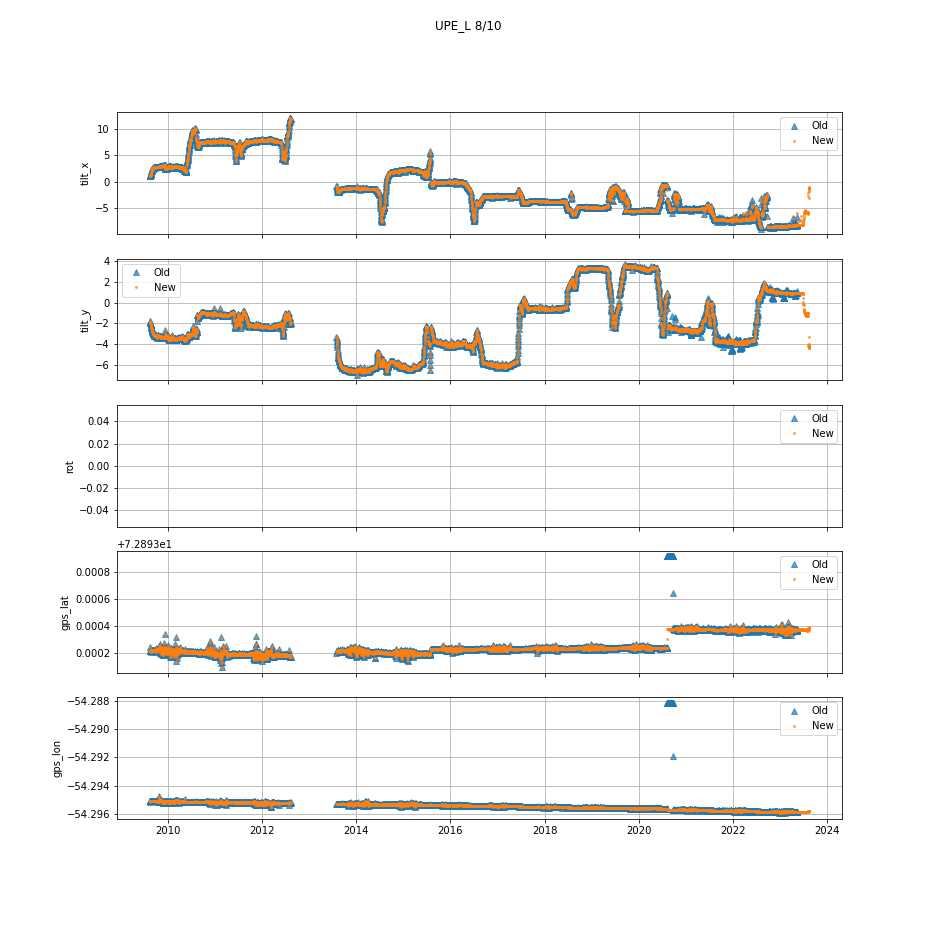 UPE_L 8/10
10
5
0
−5
tilt_x
Old
New
4
2
0
−2
−4
−6
tilt_y
Old
New
0.04
0.02
0.00
−0.02
−0.04
rot
Old
New
+7.2893e1
0.0008
0.0006
0.0004
0.0002
gps_lat
Old
New
−54.288
−54.290
−54.292
−54.294
−54.296
gps_lon
Old
New
2010 2012 2014 2016 2018 2020 2022 2024